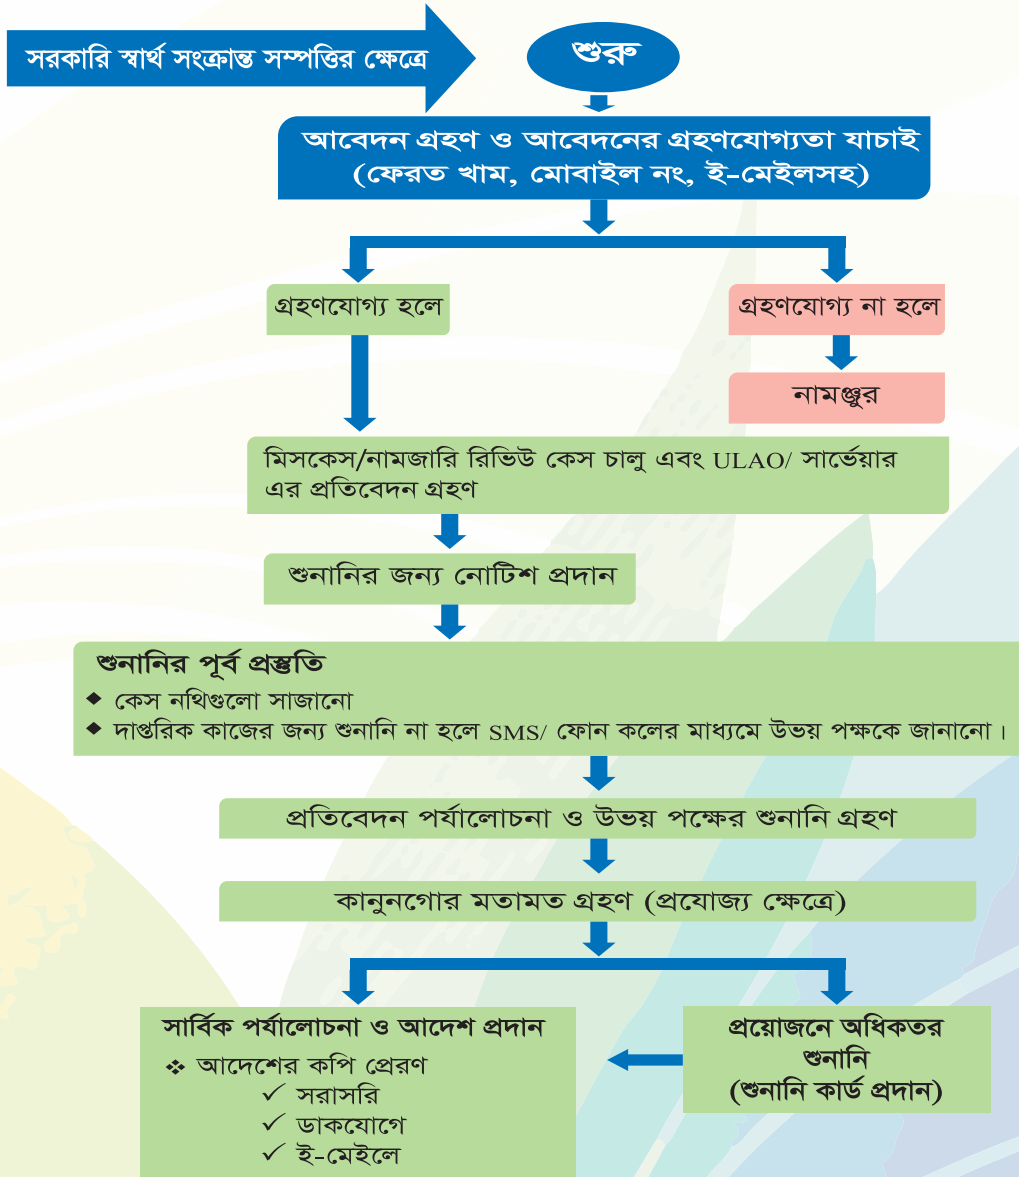 সরকারি স্বার্থ সংক্রান্ত সম্পত্তির ক্ষেত্রে
শুরু
আবেদন গ্রহণ ও আবেদনের গ্রহণযোগ্যতা যাচাই
(ফেরত খাম, মোবাইল নং, ই-মেইলসহ)
গ্রহণযোগ্য হলে
গ্রহণযোগ্য না হলে
নামঞ্জুর
মিসকেস/নামজারি রিভিউ কেস চালু এবং ULAO/ সার্ভেয়ার
এর প্রতিবেদন গ্রহণ
শুনানির জন্য নোটিশ প্রদান
শুনানির পূর্ব প্রস্তুতি
◆ কেস নথিগুলো সাজানো
◆ দাপ্তরিক কাজের জন্য শুনানি না হলে SMS/ ফোন কলের মাধ্যমে উভয় পক্ষকে জানানো।
প্রতিবেদন পর্যালোচনা ও উভয় পক্ষের শুনানি গ্রহণ
কানুনগোর মতামত গ্রহণ (প্রযোজ্য ক্ষেত্রে)
সার্বিক পর্যালোচনা ও আদেশ প্রদান
❖ আদেশের কপি প্রেরণ
✓ সরাসরি
✓ ডাকযোগে
✓ ই-মেইলে
প্রয়োজনে অধিকতর
শুনানি
(শুনানি কার্ড প্রদান)